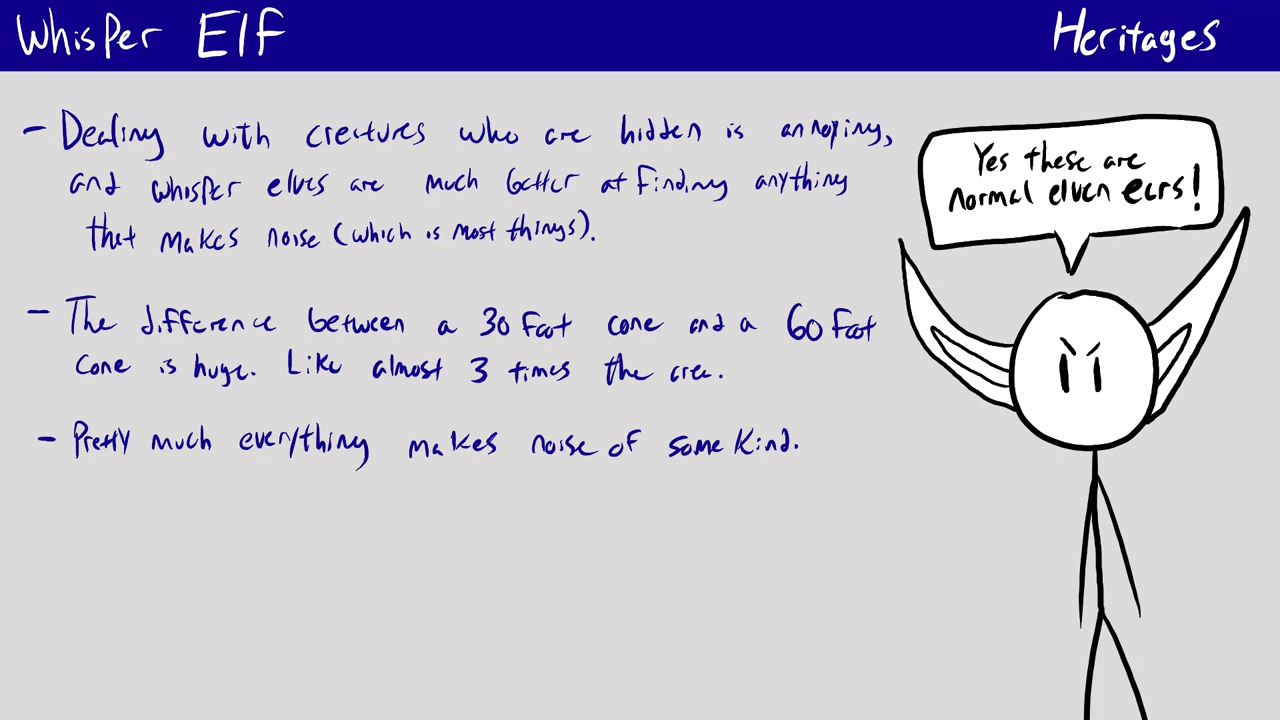 Whisper Elf
Heritages
- Dealing with creatures who are hidden is annoying,
and whisper elves are much better at finding anything
that makes noise (which is most things).
- The difference between a 30 foot cone and a 60 foot
cone is huge. Like almost 3 times the area.
- Pretty much everything makes noise of some kind.
Yes these are
normal elven ears!